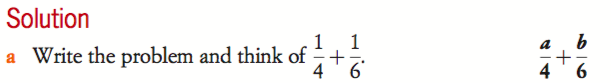 Solution
a Write the problem and think of 1/4 + 1/6. a/4 + b/6